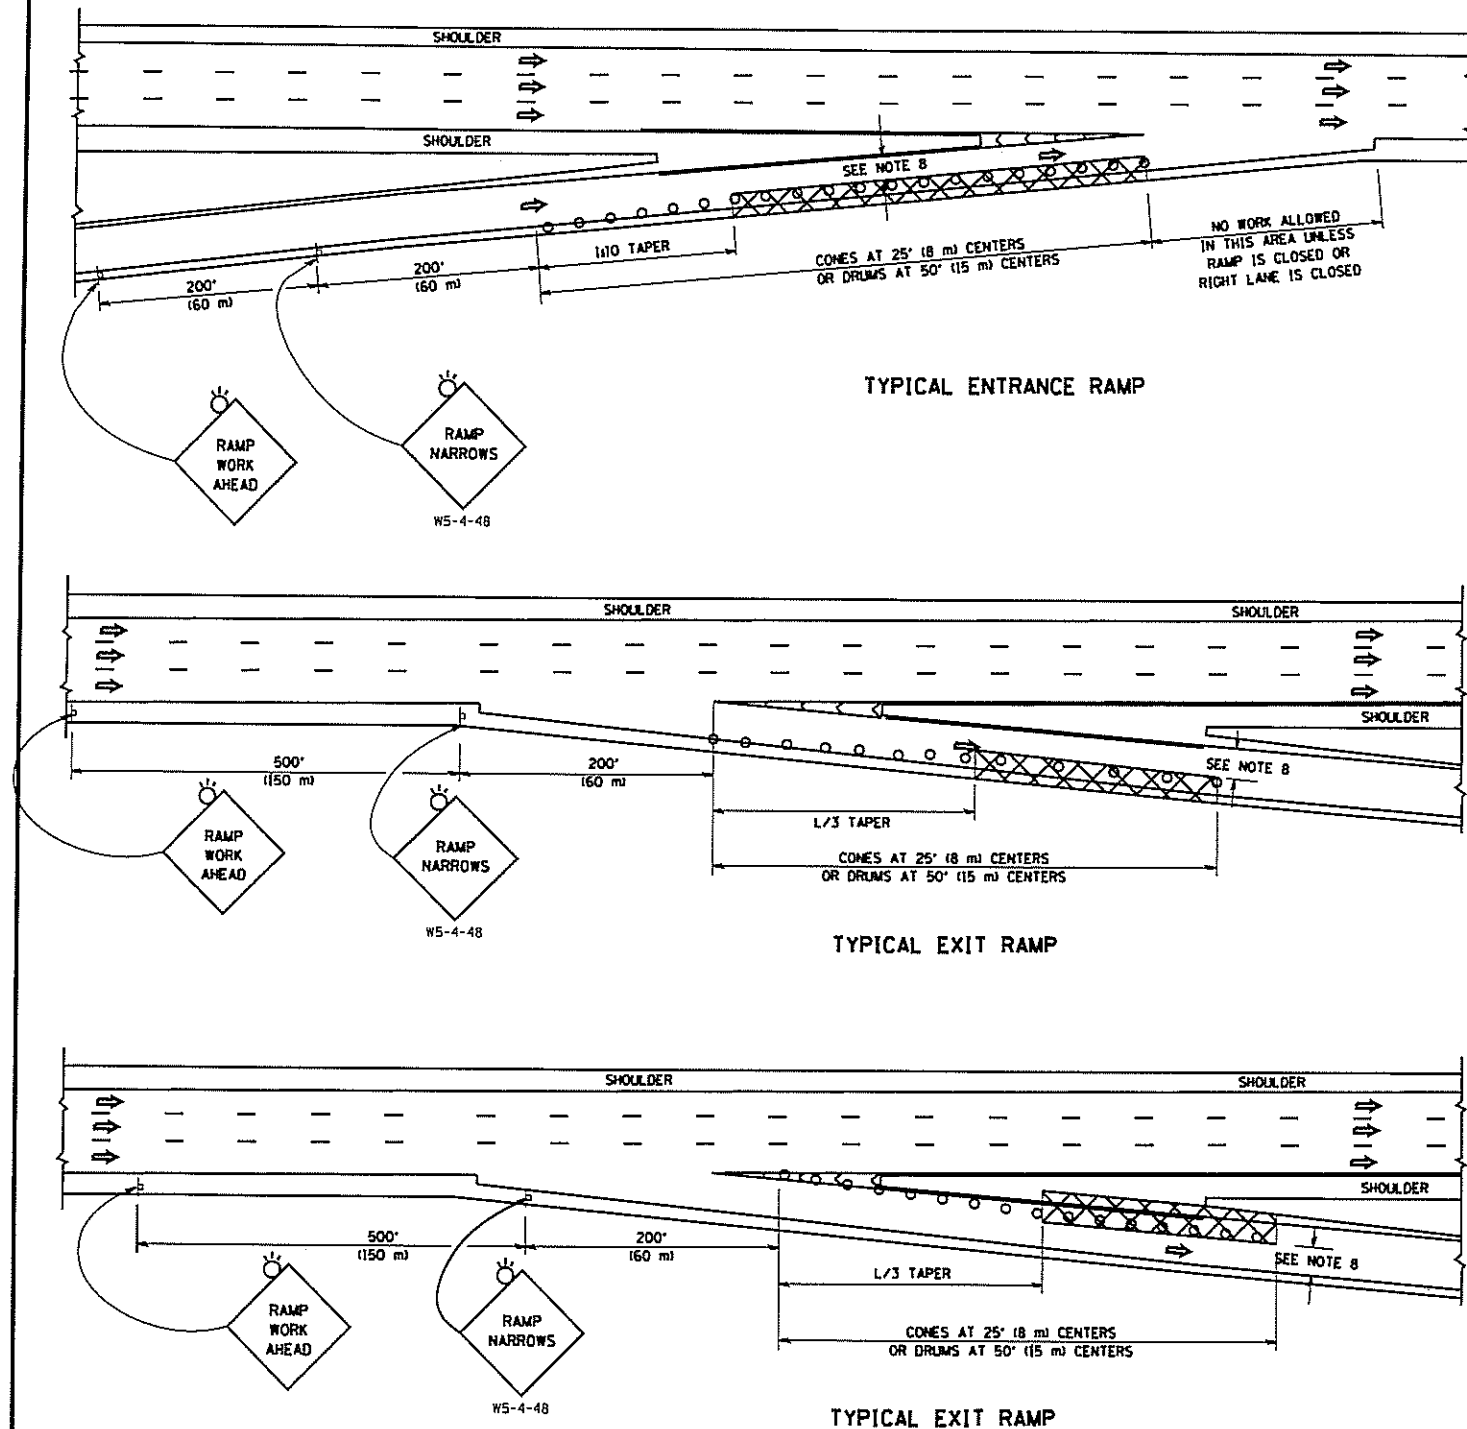 SHOULDER
SHOULDER
SEE NOTE 8
1:10 TAPER
200'
(60 m)
200'
(60 m)
CONES AT 25' (8 m) CENTERS
OR DRUMS AT 50' (15 m) CENTERS
NO WORK ALLOWED
IN THIS AREA UNLESS
RAMP IS CLOSED OR
RIGHT LANE IS CLOSED
TYPICAL ENTRANCE RAMP
RAMP
WORK
AHEAD
RAMP
NARROWS
W5-4-48
SHOULDER
SHOULDER
SHOULDER
500'
(150 m)
200'
(60 m)
SEE NOTE 8
L/3 TAPER
CONES AT 25' (8 m) CENTERS
OR DRUMS AT 50' (15 m) CENTERS
RAMP
WORK
AHEAD
RAMP
NARROWS
W5-4-48
TYPICAL EXIT RAMP
SHOULDER
SHOULDER
SHOULDER
500'
(150 m)
200'
(60 m)
SEE NOTE 8
L/3 TAPER
CONES AT 25' (8 m) CENTERS
OR DRUMS AT 50' (15 m) CENTERS
RAMP
WORK
AHEAD
RAMP
NARROWS
W5-4-48
TYPICAL EXIT RAMP